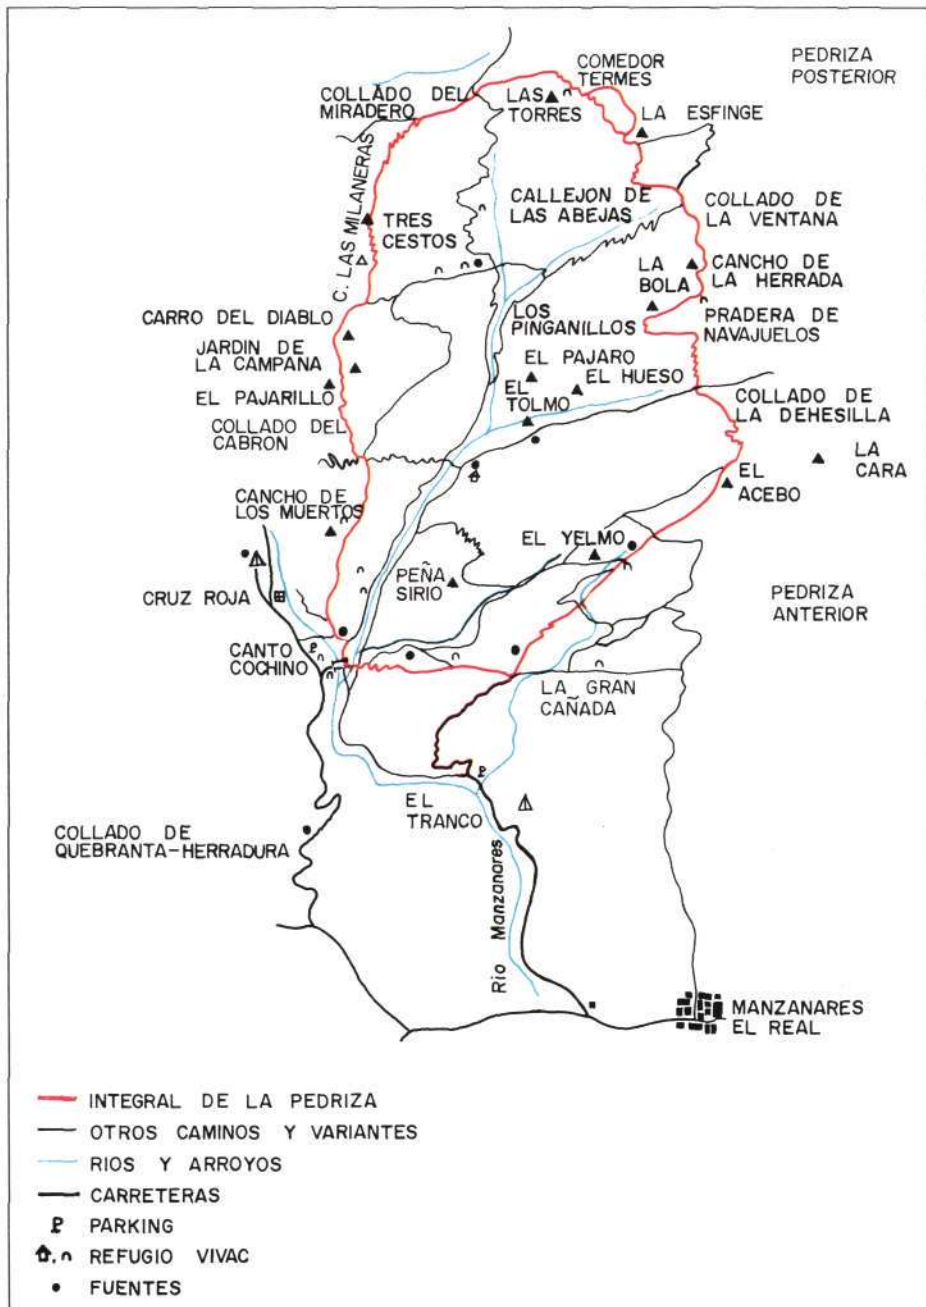 COMEDOR
TERMES
PEDRIZA
POSTERIOR
COLLADO DEL
MIRADERO
LAS
TORRES
LA ESFINGE
C. LAS MILANERAS
CALLEJON DE
LAS ABEJAS
COLLADO DE
LA VENTANA
TRES
CESTOS
LA
BOLA
CANCHO DE
LA HERRADA
CARRO DEL DIABLO
LOS
PINGANILLOS
PRADERA DE
NAVAJUELOS
JARDIN DE
LA CAMPANA
EL PAJARO
EL HUESO
EL PAJARILLO
EL
TOLMO
COLLADO DE
LA DEHESILLA
COLLADO DEL
CABRON
LA
CARA
EL
ACEBO
CANCHO DE
LOS MUERTOS
EL YELMO
PEÑA
SIRIO
CRUZ ROJA
PEDRIZA
ANTERIOR
P
CANTO
COCHINO
LA GRAN
CAÑADA
P
EL
TRANCO
COLLADO DE
QUEBRANTA-HERRADURA
Rio Manzanares
MANZANARES
EL REAL
INTEGRAL DE LA PEDRIZA
OTROS CAMINOS Y VARIANTES
RIOS Y ARROYOS
CARRETERAS
P PARKING
REFUGIO VIVAC
FUENTES